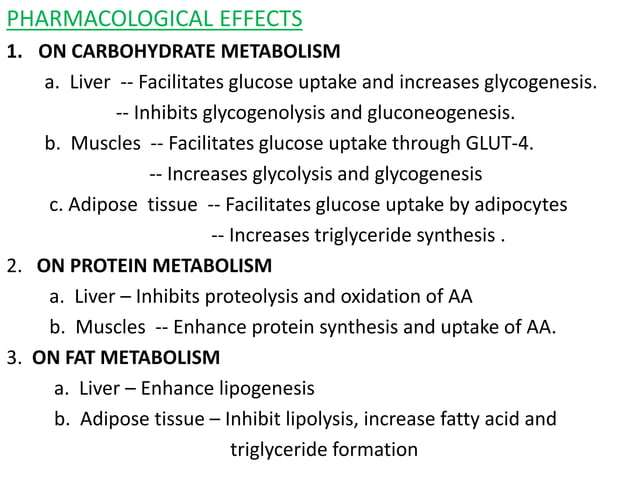 PHARMACOLOGICAL EFFECTS
1. ON CARBOHYDRATE METABOLISM
a. Liver -- Facilitates glucose uptake and increases glycogenesis.
-- Inhibits glycogenolysis and gluconeogenesis.
b. Muscles -- Facilitates glucose uptake through GLUT-4.
-- Increases glycolysis and glycogenesis
c. Adipose tissue -- Facilitates glucose uptake by adipocytes
-- Increases triglyceride synthesis .
2. ON PROTEIN METABOLISM
a. Liver – Inhibits proteolysis and oxidation of AA
b. Muscles -- Enhance protein synthesis and uptake of AA.
3. ON FAT METABOLISM
a. Liver – Enhance lipogenesis
b. Adipose tissue – Inhibit lipolysis, increase fatty acid and
triglyceride formation